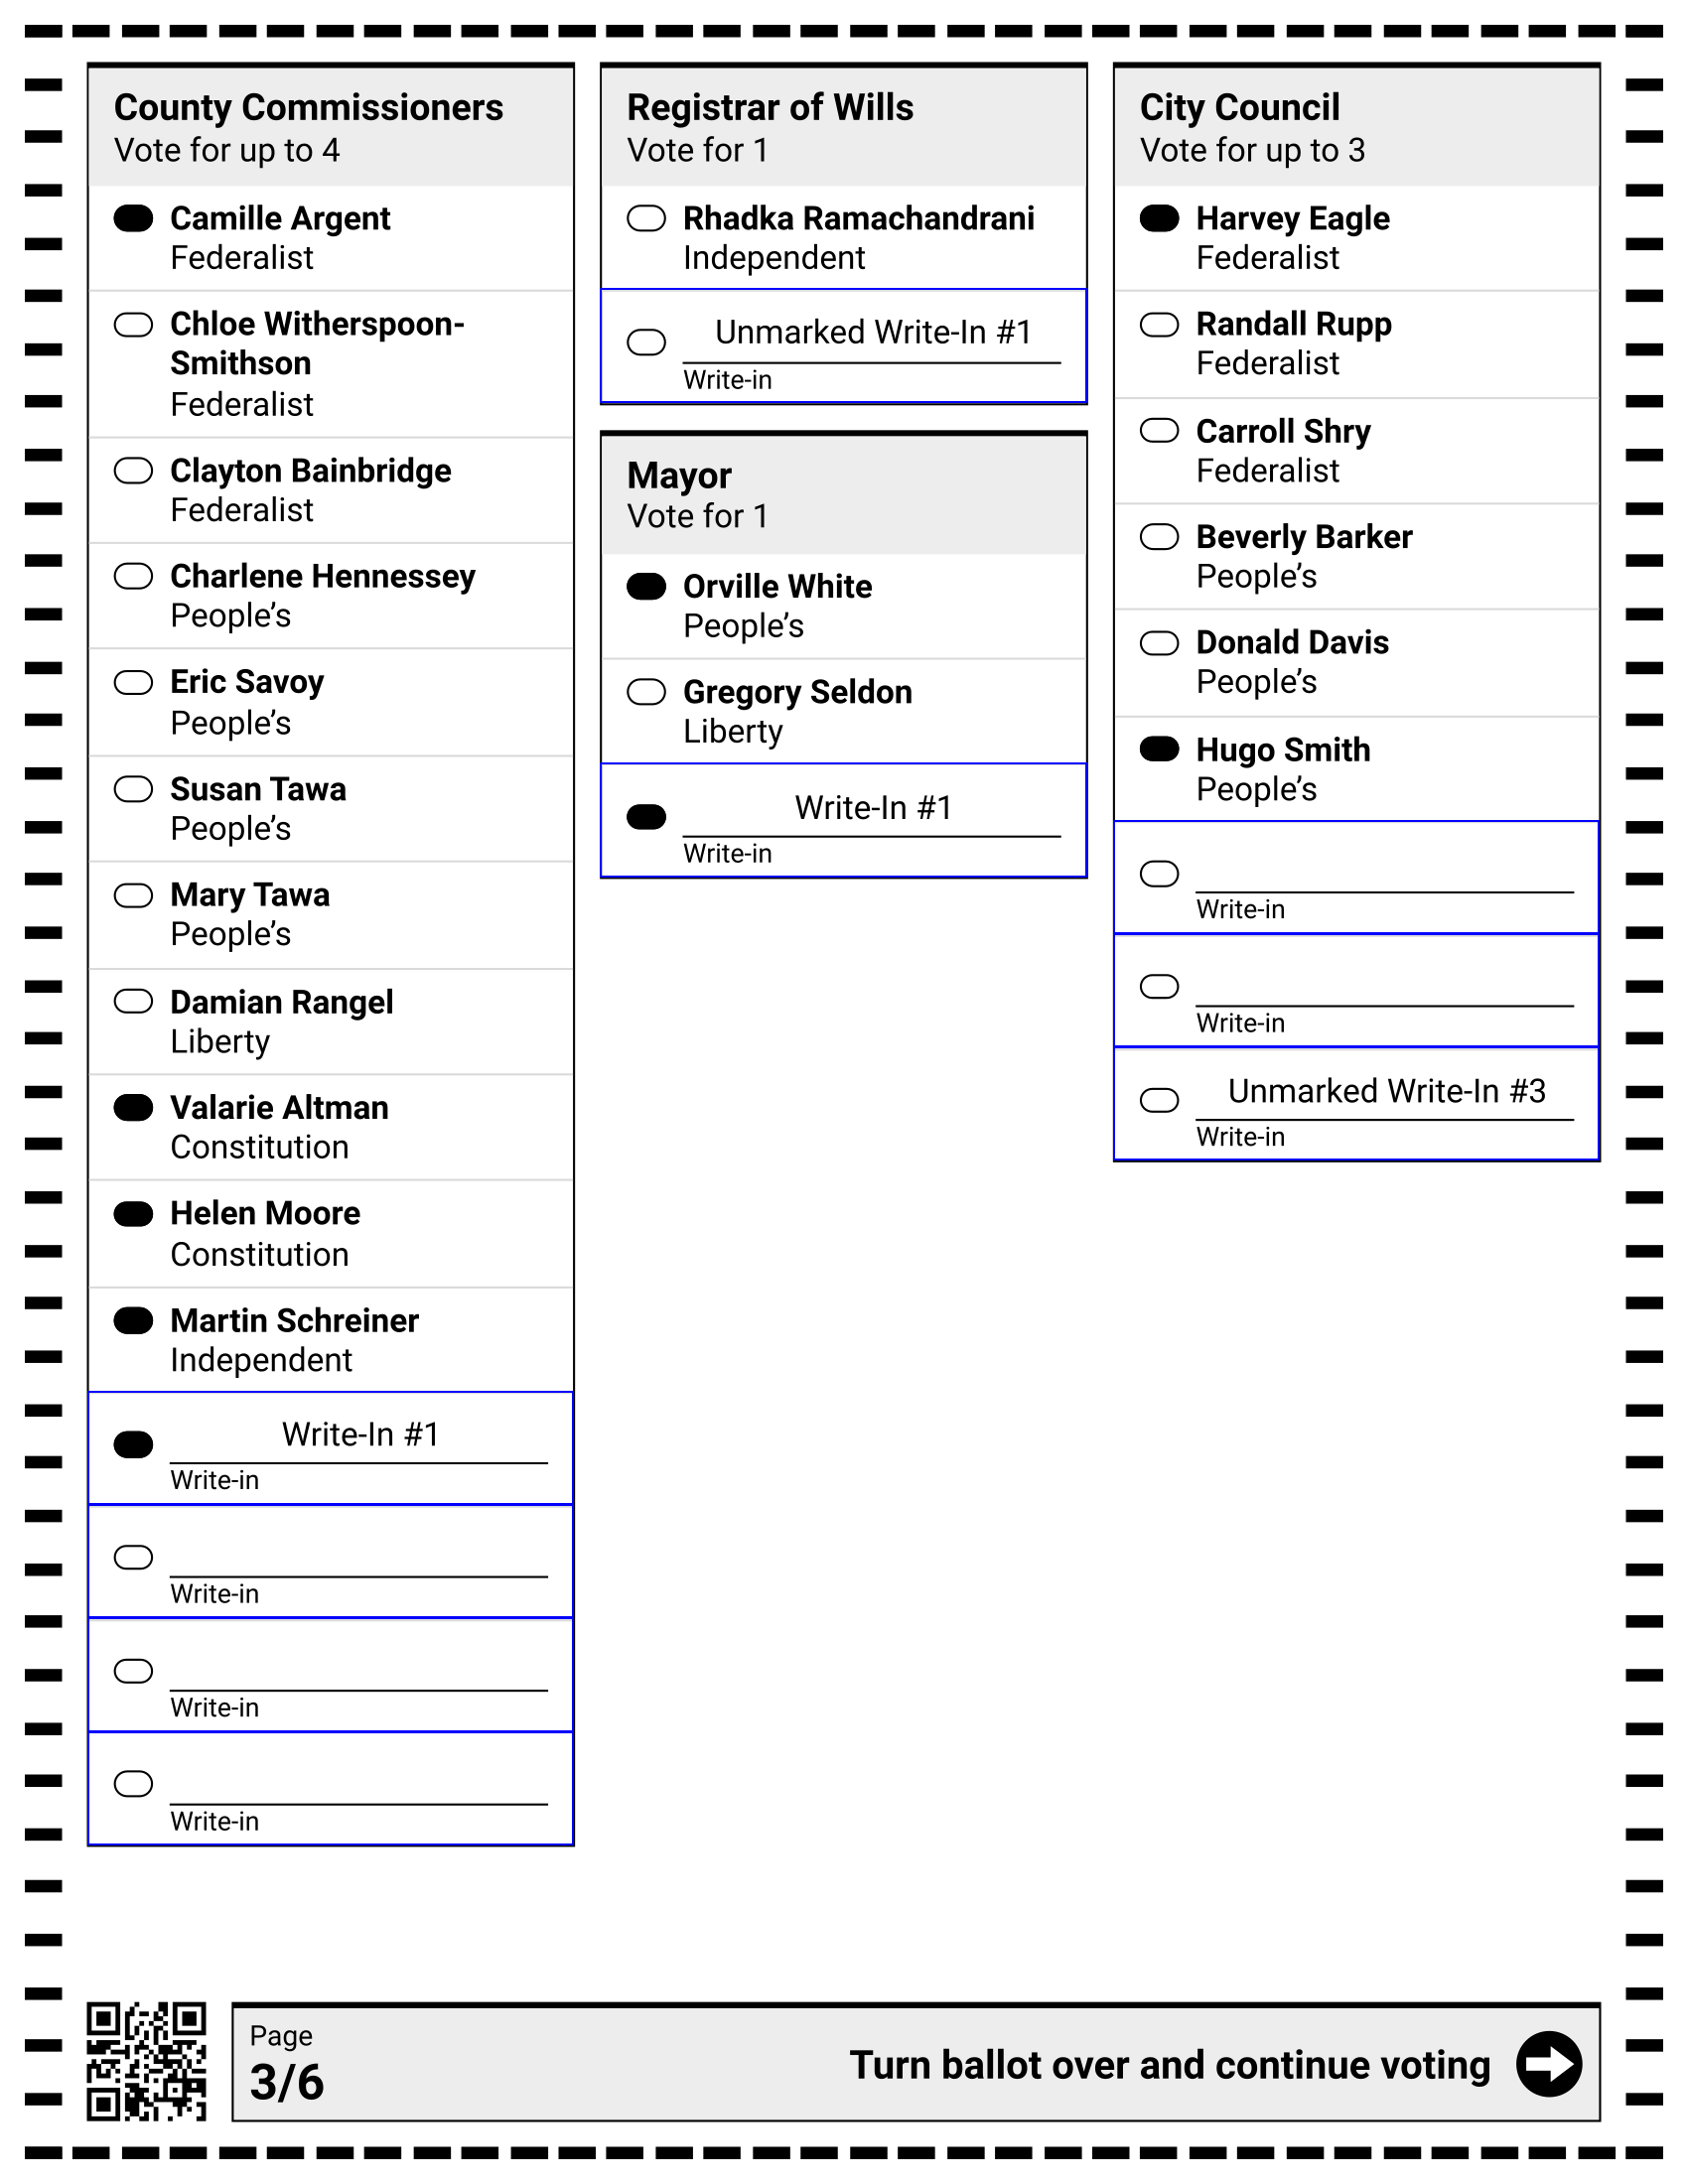 County Commissioners
Vote for up to 4
Camille Argent
Federalist
Chloe Witherspoon-
Smithson
Federalist
Clayton Bainbridge
Federalist
Charlene Hennessey
People’s
Eric Savoy
People’s
Susan Tawa
People’s
Mary Tawa
People’s
Damian Rangel
Liberty
Valarie Altman
Constitution
Helen Moore
Constitution
Martin Schreiner
Independent
Write-In #1
Write-in
Write-in
Write-in
Write-in
Registrar of Wills
Vote for 1
Rhadka Ramachandrani
Independent
Unmarked Write-In #1
Write-in
Mayor
Vote for 1
Orville White
People’s
Gregory Seldon
Liberty
Write-In #1
Write-in
City Council
Vote for up to 3
Harvey Eagle
Federalist
Randall Rupp
Federalist
Carroll Shry
Federalist
Beverly Barker
People’s
Donald Davis
People’s
Hugo Smith
People’s
Write-in
Write-in
Unmarked Write-In #3
Write-in
Page
3/6
Turn ballot over and continue voting